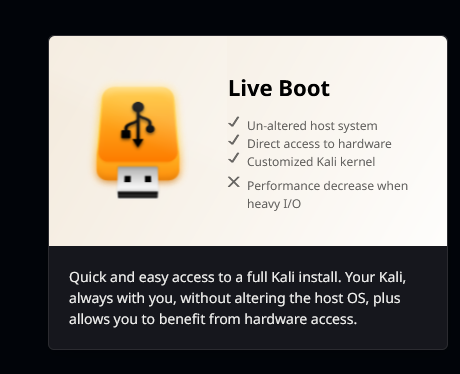 Live Boot
Un-altered host system
Direct access to hardware
Customized Kali kernel
Performance decrease when
heavy I/O
Quick and easy access to a full Kali install. Your Kali,
always with you, without altering the host OS, plus
allows you to benefit from hardware access.